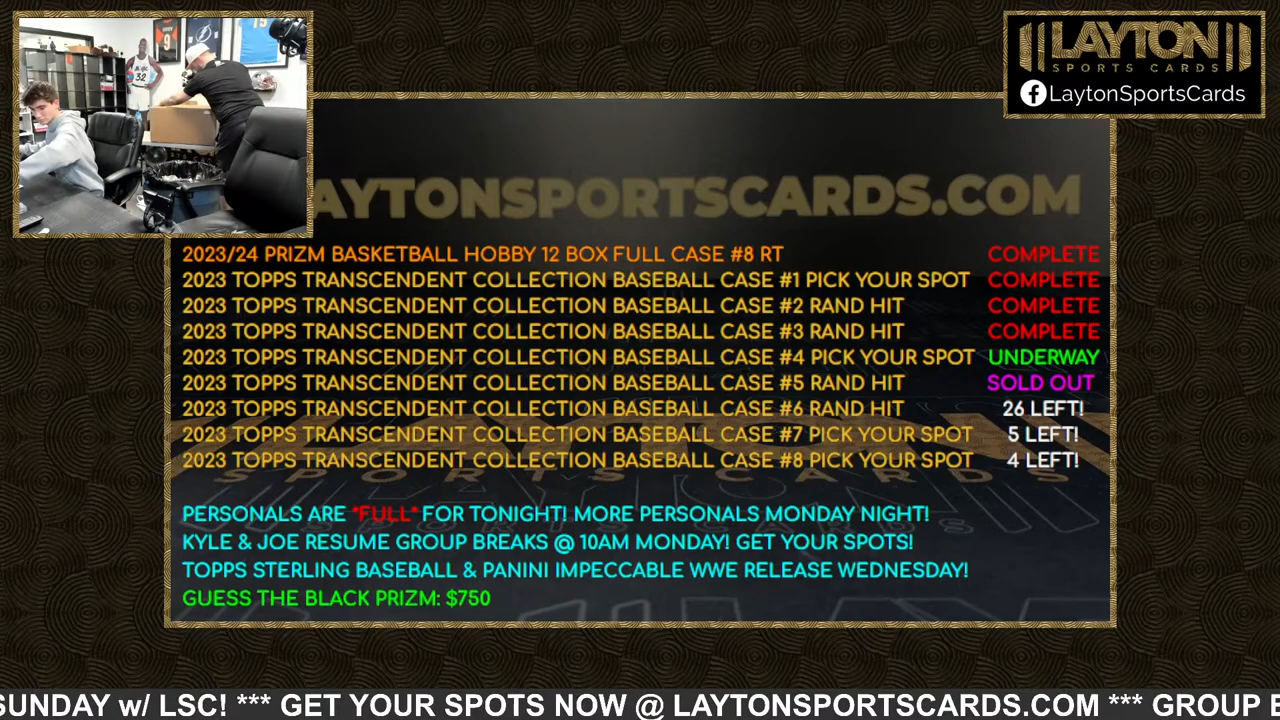 LAYTON
SPORTS CARDS
LaytonSportsCards
LAYTONSPORTSCARDS.COM
2023/24 PRIZM BASKETBALL HOBBY 12 BOX FULL CASE #8 RT COMPLETE
2023 TOPPS TRANSCENDENT COLLECTION BASEBALL CASE #1 PICK YOUR SPOT COMPLETE
2023 TOPPS TRANSCENDENT COLLECTION BASEBALL CASE #2 RAND HIT COMPLETE
2023 TOPPS TRANSCENDENT COLLECTION BASEBALL CASE #3 RAND HIT COMPLETE
2023 TOPPS TRANSCENDENT COLLECTION BASEBALL CASE #4 PICK YOUR SPOT UNDERWAY
2023 TOPPS TRANSCENDENT COLLECTION BASEBALL CASE #5 RAND HIT SOLD OUT
2023 TOPPS TRANSCENDENT COLLECTION BASEBALL CASE #6 RAND HIT 26 LEFT!
2023 TOPPS TRANSCENDENT COLLECTION BASEBALL CASE #7 PICK YOUR SPOT 5 LEFT!
2023 TOPPS TRANSCENDENT COLLECTION BASEBALL CASE #8 PICK YOUR SPOT 4 LEFT!
SPORTS CARDS
PERSONALS ARE *FULL* FOR TONIGHT! MORE PERSONALS MONDAY NIGHT!
KYLE & JOE RESUME GROUP BREAKS @ 10AM MONDAY! GET YOUR SPOTS!
TOPPS STERLING BASEBALL & PANINI IMPECCABLE WWE RELEASE WEDNESDAY!
GUESS THE BLACK PRIZM: $750
SUNDAY w/ LSC! *** GET YOUR SPOTS NOW @ LAYTONSPORTSCARDS.COM *** GROUP